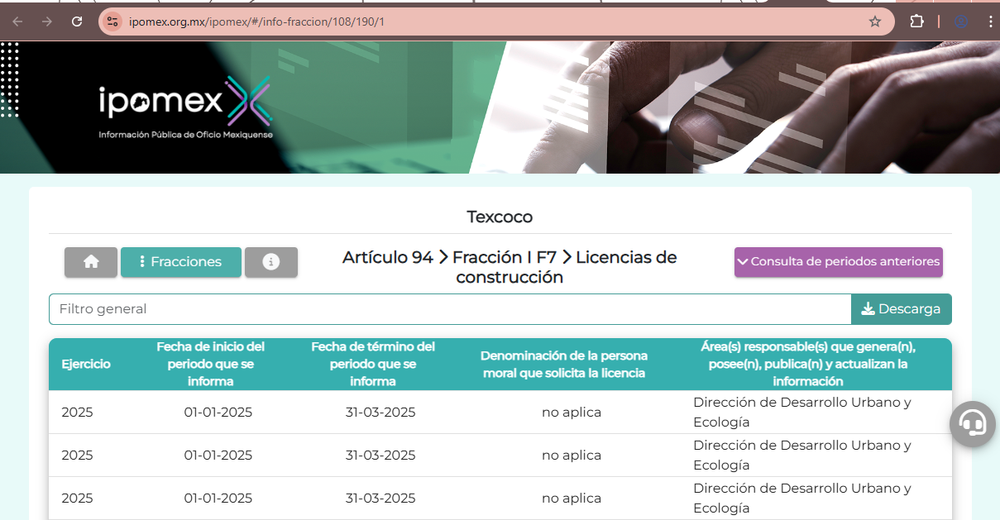 ipomex.org.mx/ipomex/#/info-fraccion/108/190/1
ipomex
Información Pública de Oficio Mexiquense
Texcoco
Fracciones
Artículo 94 > Fracción I F7 > Licencias de
construcción
Consulta de periodos anteriores
Filtro general
Descarga
Ejercicio
Fecha de inicio del
periodo que se
informa
Fecha de término del
periodo que se
informa
Denominación de la persona
moral que solicita la licencia
Área(s) responsable(s) que genera(n),
posee(n), publica(n) y actualizan la
información
2025
01-01-2025
31-03-2025
no aplica
Dirección de Desarrollo Urbano y
Ecología
2025
01-01-2025
31-03-2025
no aplica
Dirección de Desarrollo Urbano y
Ecología
2025
01-01-2025
31-03-2025
no aplica
Dirección de Desarrollo Urbano y
Ecología